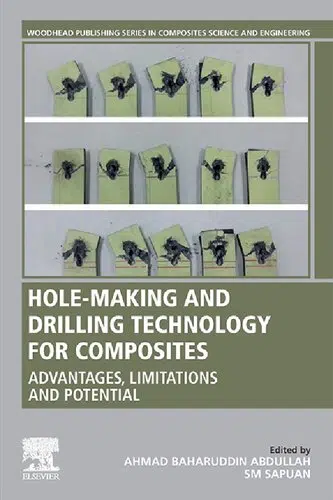 WOODHEAD PUBLISHING SERIES IN COMPOSITES SCIENCE AND ENGINEERING
HOLE-MAKING AND
DRILLING TECHNOLOGY
FOR COMPOSITES
ADVANTAGES, LIMITATIONS
AND POTENTIAL
Edited by
AHMAD BAHARUDDIN ABDULLAH
SM SAPUAN
ELSEVIER